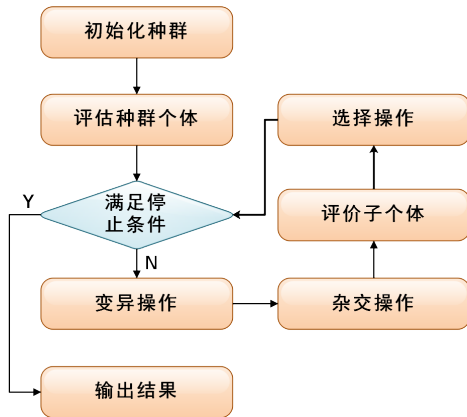 初始化种群
评估种群个体
满足停
止条件
Y
N
变异操作
杂交操作
评价子个体
选择操作
输出结果